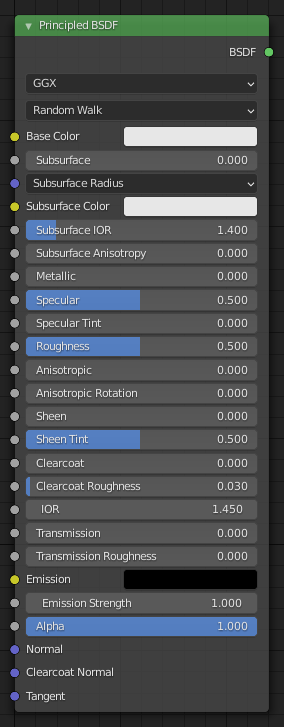 Principled BSDF
BSDF
GGX
Random Walk
Base Color
Subsurface 0.000
Subsurface Radius
Subsurface Color
Subsurface IOR 1.400
Subsurface Anisotropy 0.000
Metallic 0.000
Specular 0.500
Specular Tint 0.000
Roughness 0.500
Anisotropic 0.000
Anisotropic Rotation 0.000
Sheen 0.000
Sheen Tint 0.500
Clearcoat 0.000
Clearcoat Roughness 0.030
IOR 1.450
Transmission 0.000
Transmission Roughness 0.000
Emission
Emission Strength 1.000
Alpha 1.000
Normal
Clearcoat Normal
Tangent